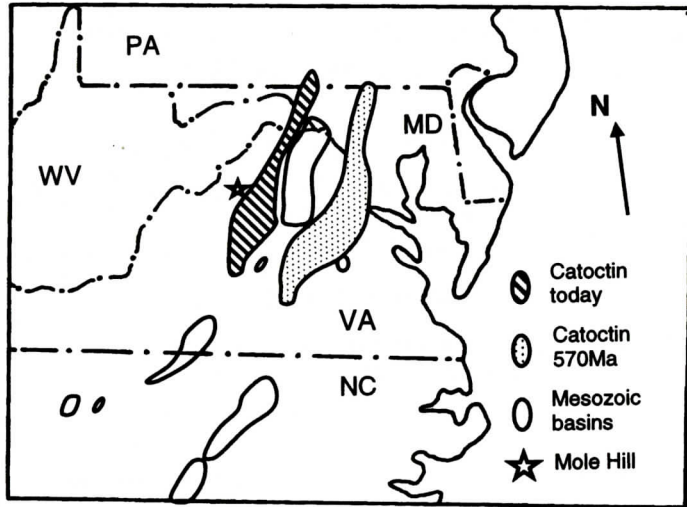 PA
MD
N
WV
Catoctin
today
Catoctin
570Ma
VA
Mesozoic
basins
NC
Mole Hill